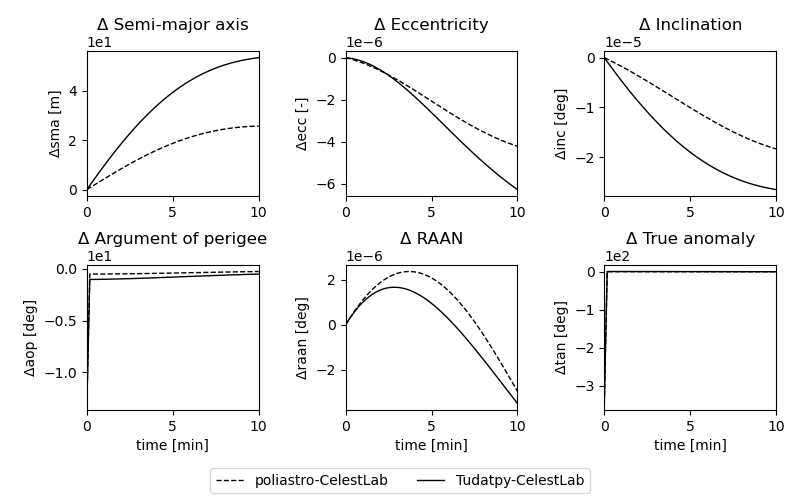 Δ Semi-major axis
1e1
Δsma [m]
4
2
0
0 5 10
Δ Eccentricity
1e−6
Δecc [-]
0
−2
−4
−6
0 5 10
Δ Inclination
1e−5
Δinc [deg]
0
−1
−2
0 5 10
Δ Argument of perigee
1e1
Δaop [deg]
0.0
−0.5
−1.0
0 5 10
time [min]
Δ RAAN
1e−6
Δraan [deg]
2
0
−2
0 5 10
time [min]
Δ True anomaly
1e2
Δtan [deg]
0
−1
−2
−3
0 5 10
time [min]
poliastro-CelestLab
Tudatpy-CelestLab